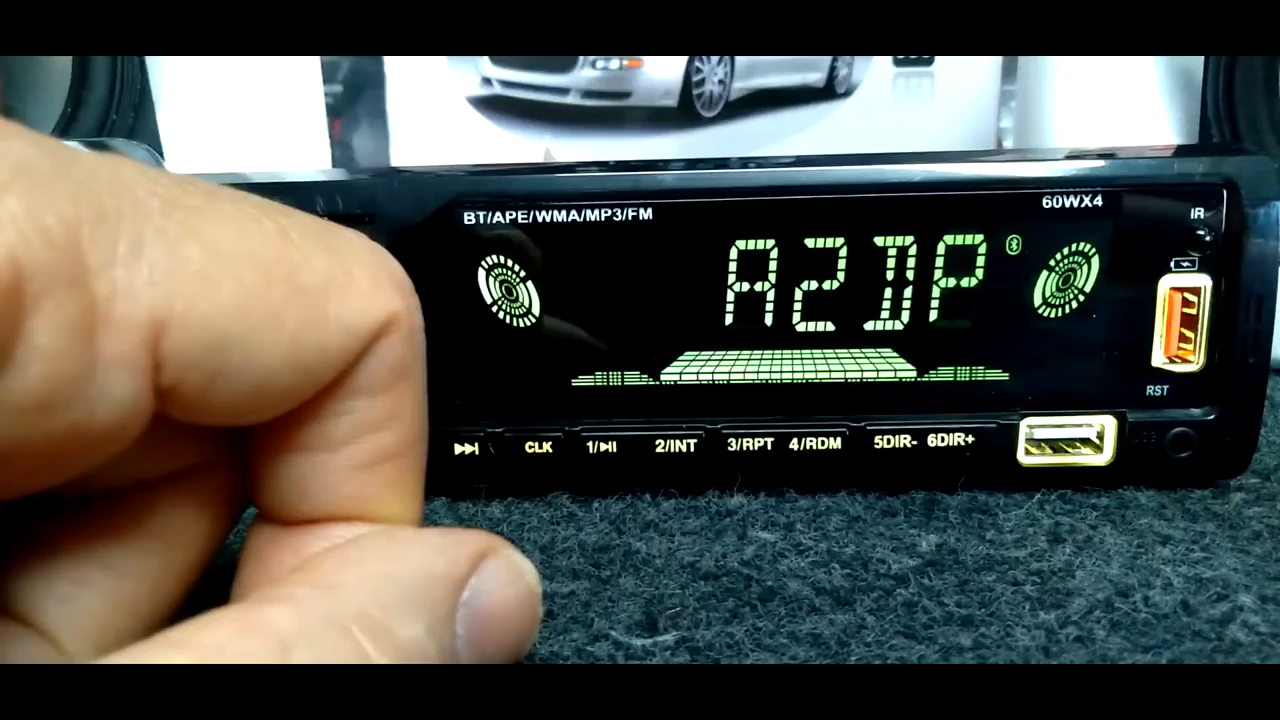 BT/APE/WMA/MP3/FM
60WX4
IR
A2DP
RST
CLK 1/ 2/INT 3/RPT 4/RDM 5DIR- 6DIR+